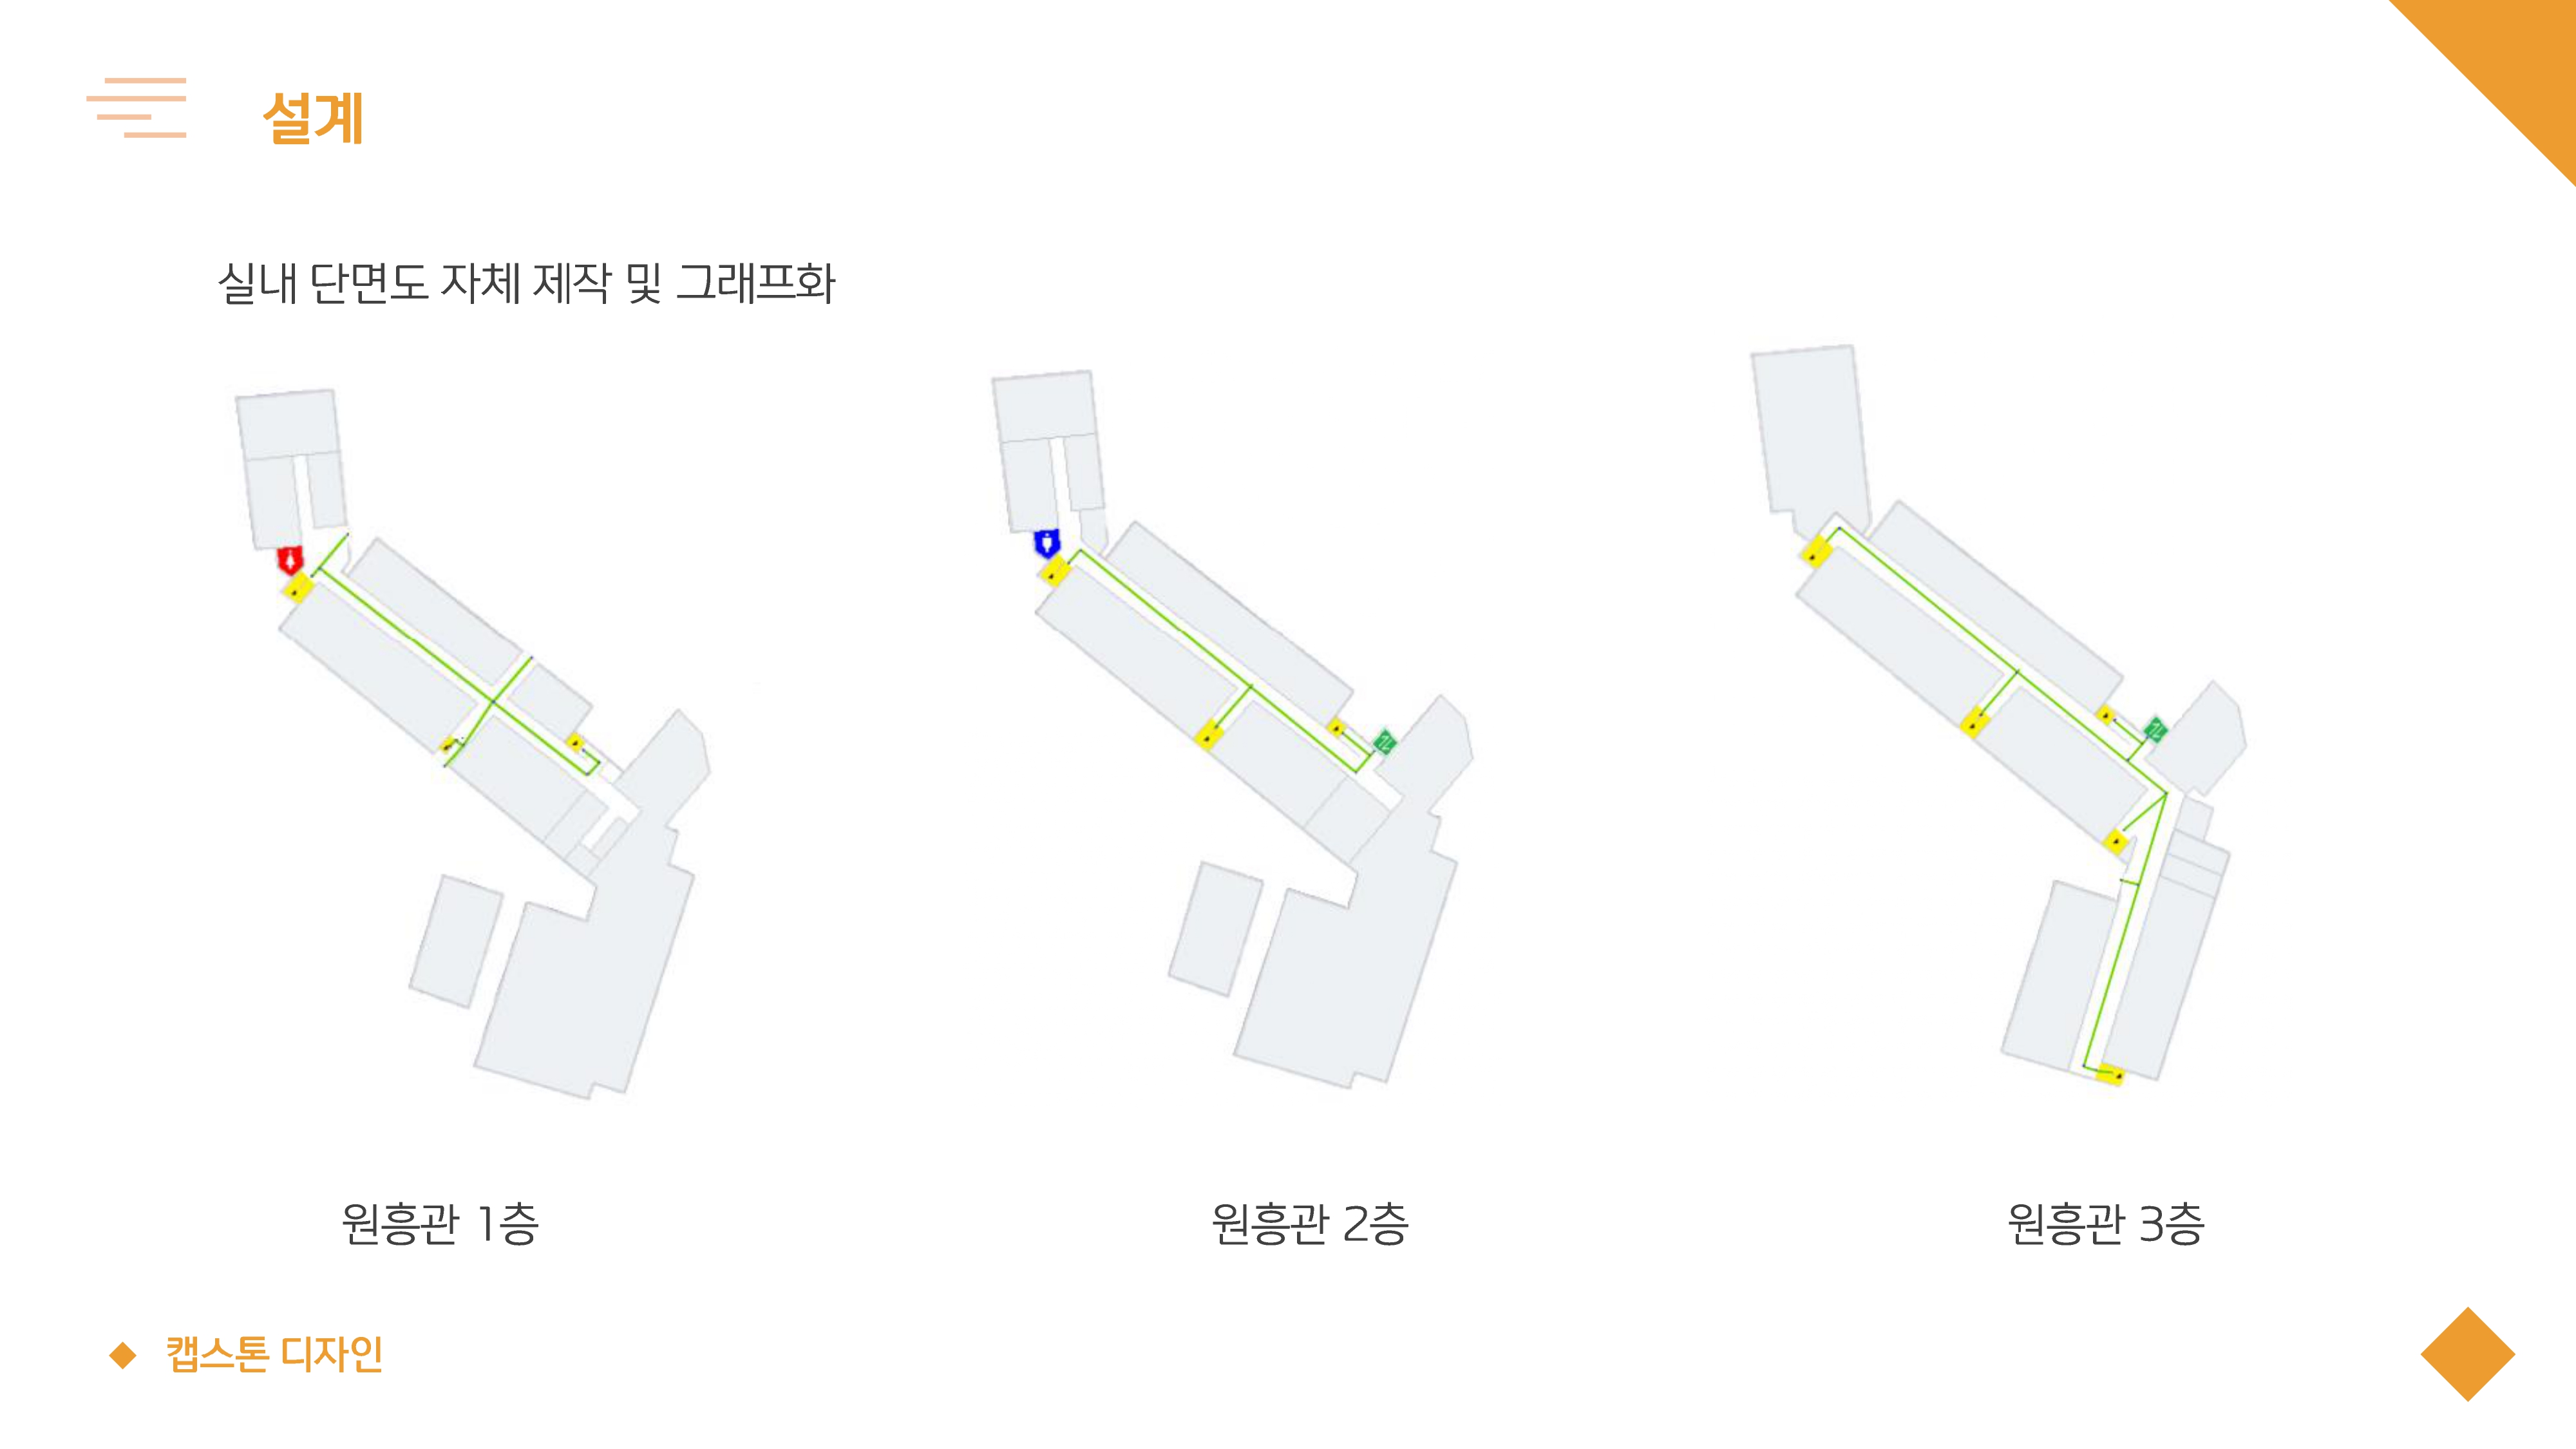 설계
실내 단면도 자체 제작 및 그래프화
원흥관 1층
원흥관 2층
원흥관 3층
캡스톤 디자인